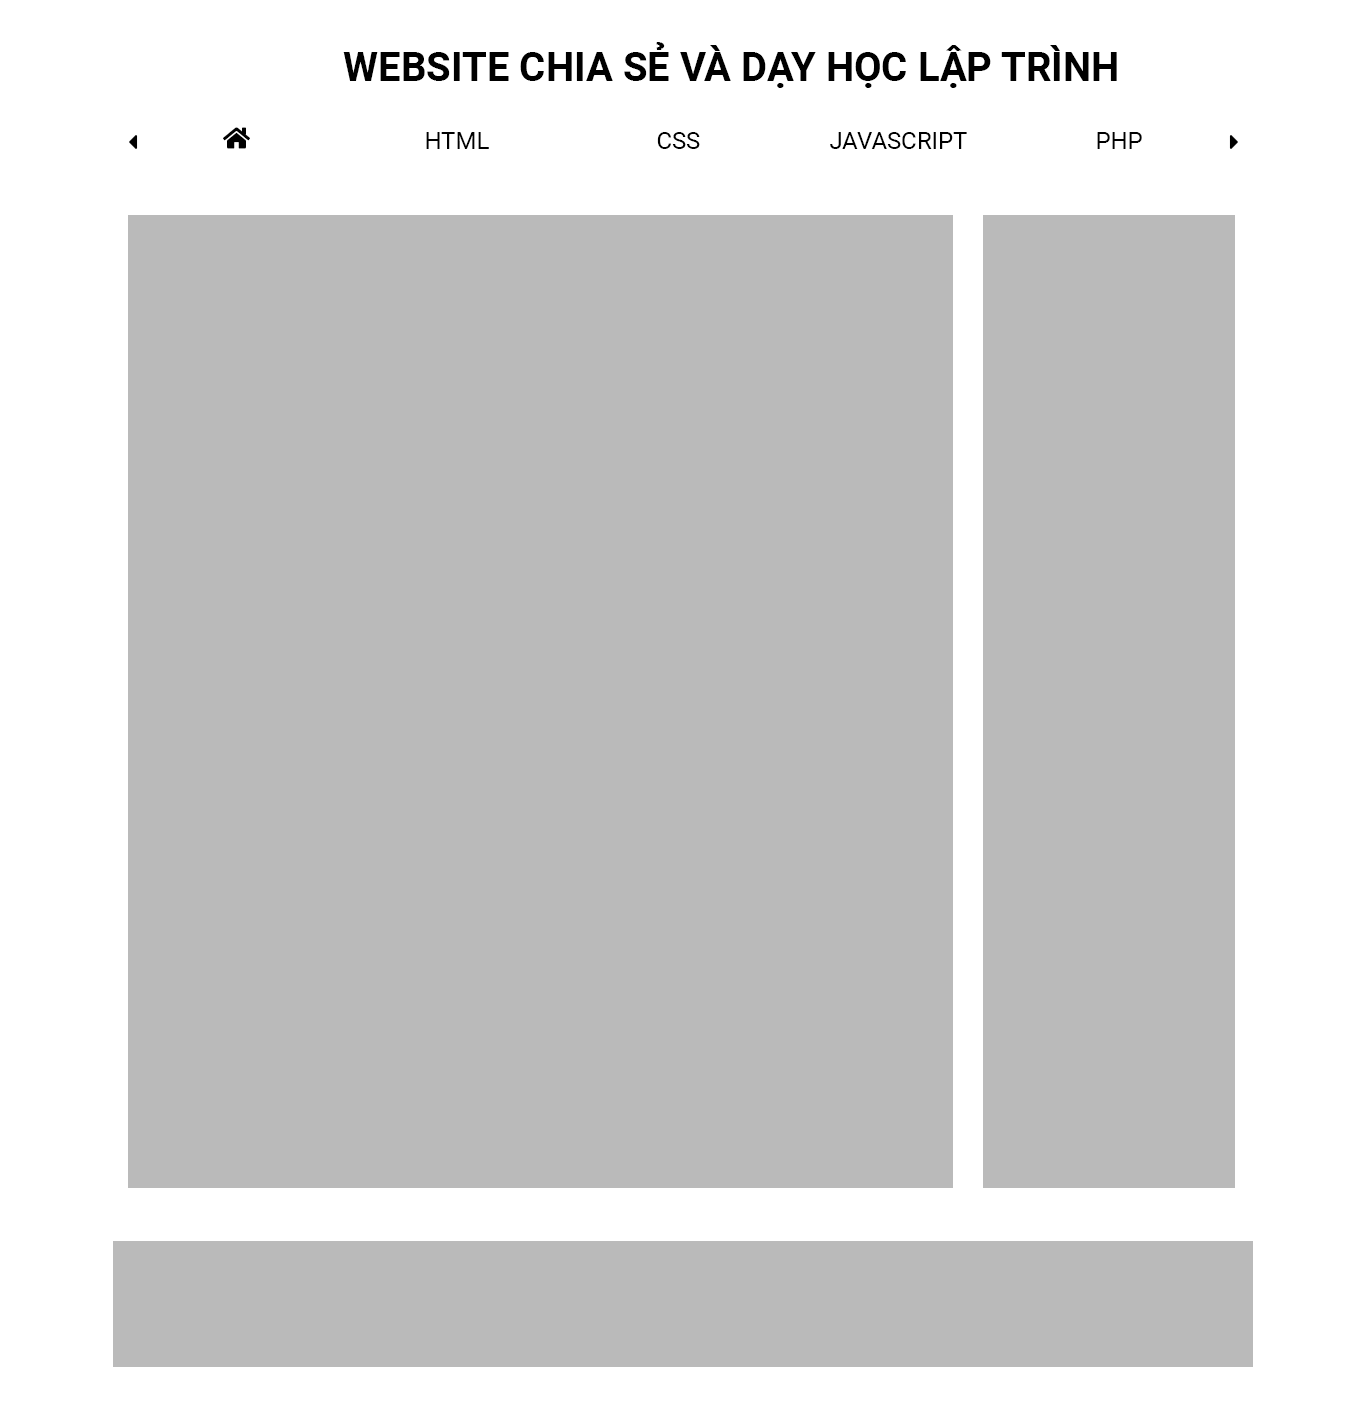 WEBSITE CHIA SẺ VÀ DẠY HỌC LẬP TRÌNH
HTML CSS JAVASCRIPT PHP